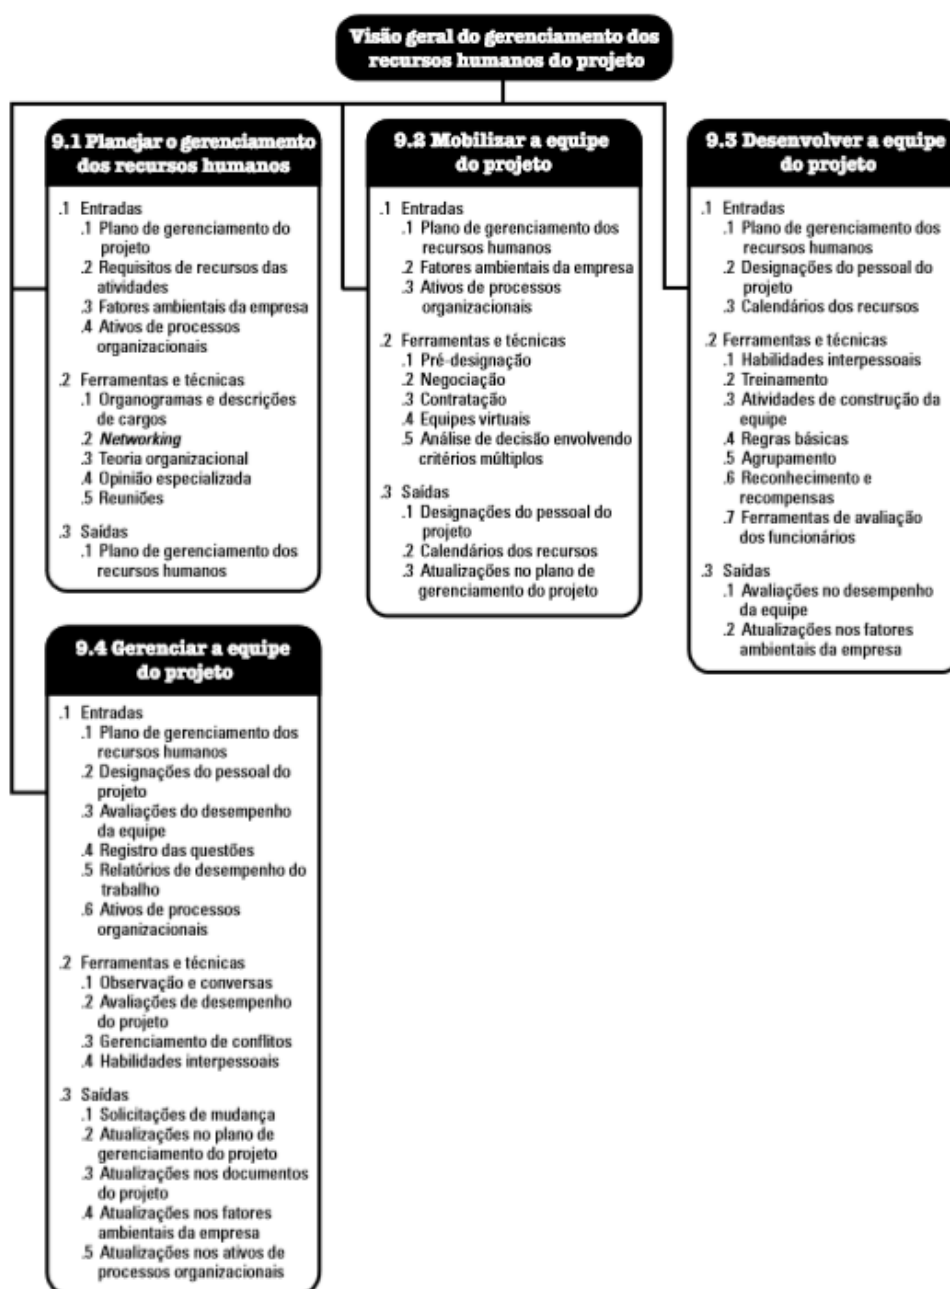 Visão geral do gerenciamento dos
recursos humanos do projeto
9.1 Planejar o gerenciamento
dos recursos humanos
.1 Entradas
.1 Plano de gerenciamento do
projeto
.2 Requisitos de recursos das
atividades
.3 Fatores ambientais da empresa
.4 Ativos de processos
organizacionais
.2 Ferramentas e técnicas
.1 Organogramas e descrições
de cargos
.2 Networking
.3 Teoria organizacional
.4 Opinião especializada
.5 Reuniões
.3 Saídas
.1 Plano de gerenciamento dos
recursos humanos
9.2 Mobilizar a equipe
do projeto
.1 Entradas
.1 Plano de gerenciamento dos
recursos humanos
.2 Fatores ambientais da empresa
.3 Ativos de processos
organizacionais
.2 Ferramentas e técnicas
.1 Pré-designação
.2 Negociação
.3 Contratação
.4 Equipes virtuais
.5 Análise de decisão envolvendo
critérios múltiplos
.3 Saídas
.1 Designações do pessoal do
projeto
.2 Calendários dos recursos
.3 Atualizações no plano de
gerenciamento do projeto
9.3 Desenvolver a equipe
do projeto
.1 Entradas
.1 Plano de gerenciamento dos
recursos humanos
.2 Designações do pessoal do
projeto
.3 Calendários dos recursos
.2 Ferramentas e técnicas
.1 Habilidades interpessoais
.2 Treinamento
.3 Atividades de construção da
equipe
.4 Regras básicas
.5 Agrupamento
.6 Reconhecimento e
recompensas
.7 Ferramentas de avaliação
dos funcionários
.3 Saídas
.1 Avaliações no desempenho
da equipe
.2 Atualizações nos fatores
ambientais da empresa
9.4 Gerenciar a equipe
do projeto
.1 Entradas
.1 Plano de gerenciamento dos
recursos humanos
.2 Designações do pessoal do
projeto
.3 Avaliações do desempenho
da equipe
.4 Registro das questões
.5 Relatórios de desempenho do
trabalho
.6 Ativos de processos
organizacionais
.2 Ferramentas e técnicas
.1 Observação e conversas
.2 Avaliações de desempenho
do projeto
.3 Gerenciamento de conflitos
.4 Habilidades interpessoais
.3 Saídas
.1 Solicitações de mudança
.2 Atualizações no plano de
gerenciamento do projeto
.3 Atualizações nos documentos
do projeto
.4 Atualizações nos fatores
ambientais da empresa
.5 Atualizações nos ativos de
processos organizacionais